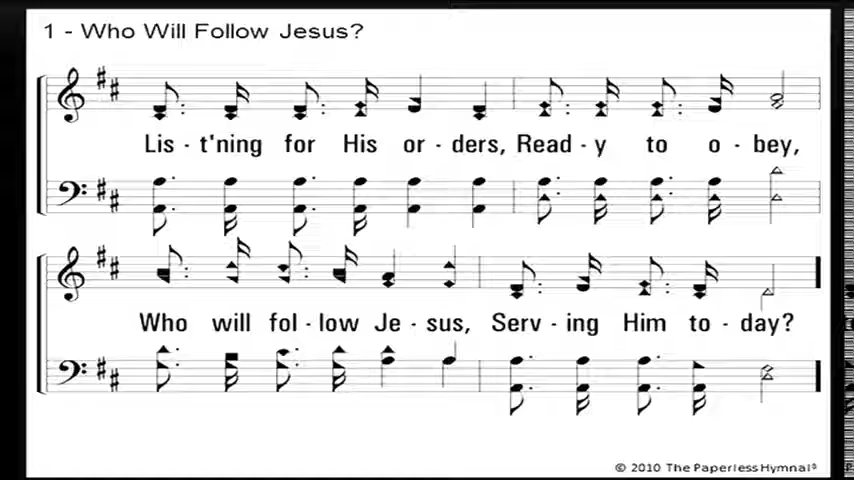 1 - Who Will Follow Jesus?
Lis - t'ning for His or - ders, Read - y to o - bey,
Who will fol - low Je - sus, Serv - ing Him to - day?
© 2010 The Paperless Hymnal®